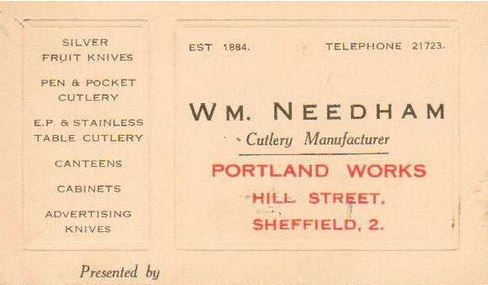 SILVER
FRUIT KNIVES
PEN & POCKET
CUTLERY
E.P. & STAINLESS
TABLE CUTLERY
CANTEENS
CABINETS
ADVERTISING
KNIVES
EST 1864. TELEPHONE 21723.
WM. NEEDHAM
Cutlery Manufacturer
PORTLAND WORKS
HILL STREET,
SHEFFIELD, 2.
Presented by